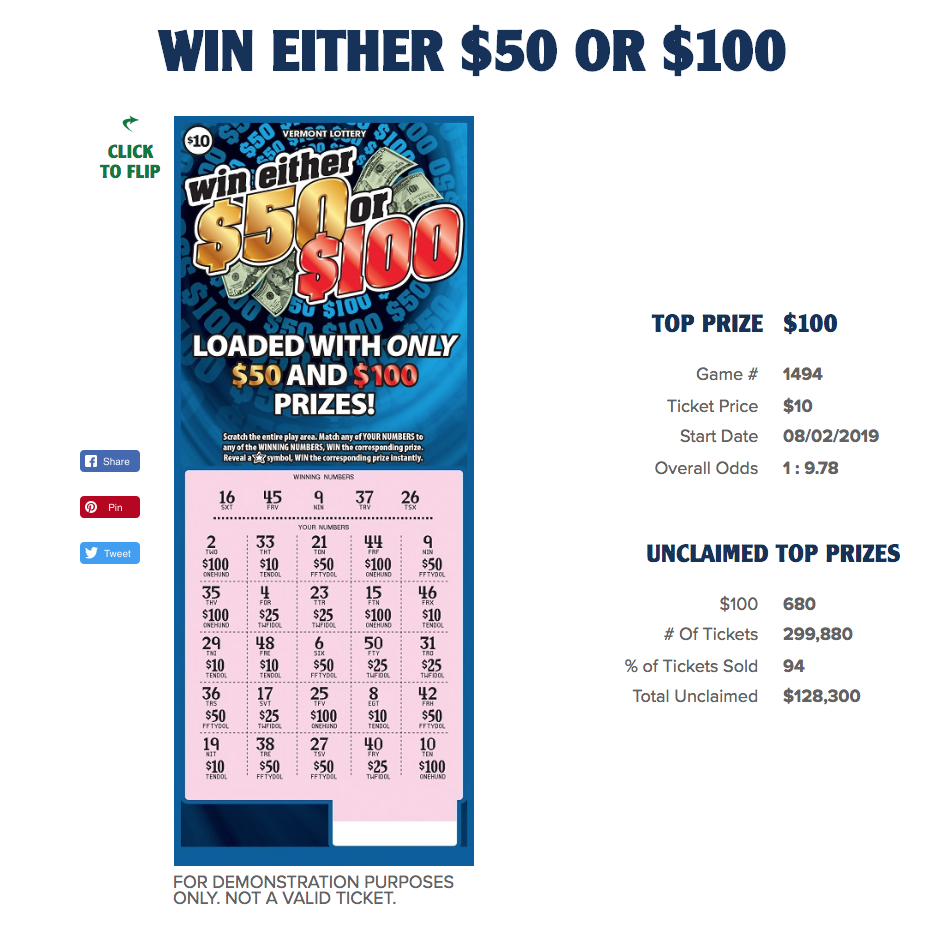 WIN EITHER $50 OR $100
CLICK
TO FLIP
$10
VERMONT LOTTERY
win either
$50 or
$100
LOADED WITH ONLY
$50 AND $100
PRIZES!
Scratch the entire play area. Match any of YOUR NUMBERS to
any of the WINNING NUMBERS, WIN the corresponding prize.
Reveal a symbol, WIN the corresponding prize instantly.
WINNING NUMBERS
16 45 9 37 26
SXT FRV NIN TRV TSX
YOUR NUMBERS
2 33 21 44 9
TWO THT TON FRF NIN
$100 $10 $50 $100 $50
ONEHUND TENDOL FFTYDOL ONEHUND FFTYDOL
35 4 23 15 46
THV FOR TTR FTN FRX
$100 $25 $25 $100 $10
ONEHUND TWFIDOL TWFIDOL ONEHUND TENDOL
29 48 6 50 31
TNI FRE SIX FTY TRO
$10 $10 $50 $25 $25
TENDOL TENDOL FFTYDOL TWFIDOL TWFIDOL
36 17 25 8 42
TRS SVT TFV EGT FRH
$50 $25 $100 $10 $50
FFTYDOL TWFIDOL ONEHUND TENDOL FFTYDOL
19 38 27 40 10
NIT TRE TSV FRY TEN
$10 $50 $50 $25 $100
TENDOL FFTYDOL FFTYDOL TWFIDOL ONEHUND
FOR DEMONSTRATION PURPOSES
ONLY. NOT A VALID TICKET.
Share
Pin
Tweet
TOP PRIZE $100
Game # 1494
Ticket Price $10
Start Date 08/02/2019
Overall Odds 1 : 9.78
UNCLAIMED TOP PRIZES
$100 680
# Of Tickets 299,880
% of Tickets Sold 94
Total Unclaimed $128,300